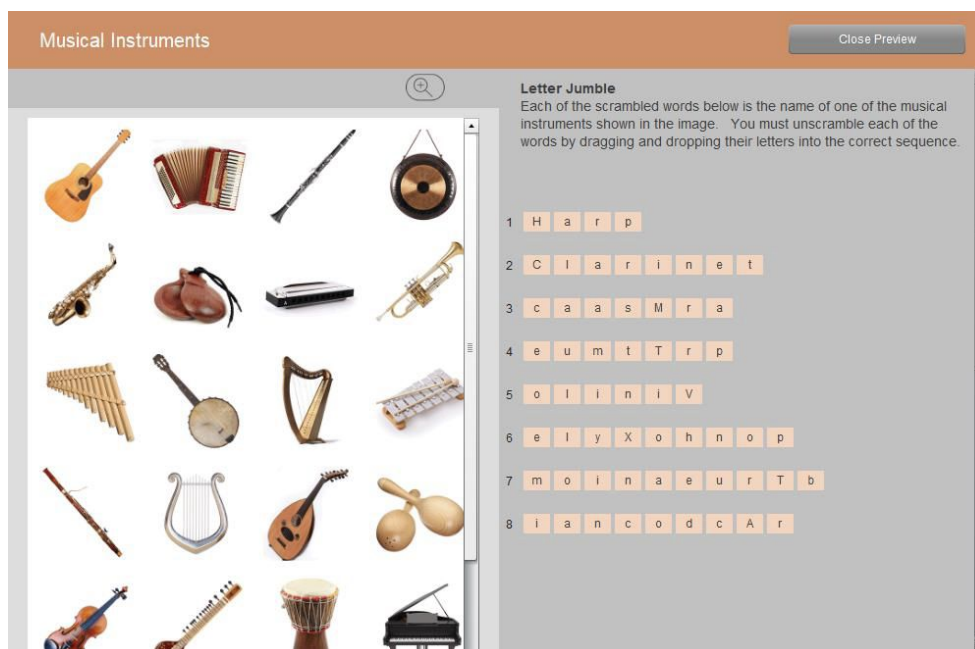 Musical Instruments
Close Preview
Letter Jumble
Each of the scrambled words below is the name of one of the musical
instruments shown in the image. You must unscramble each of the
words by dragging and dropping their letters into the correct sequence.
1 H a r p
2 C l a r i n e t
3 c a a s M r a
4 e u m t T r p
5 o l i n i V
6 e l y X o h n o p
7 m o i n a e u r T b
8 i a n c o d c A r